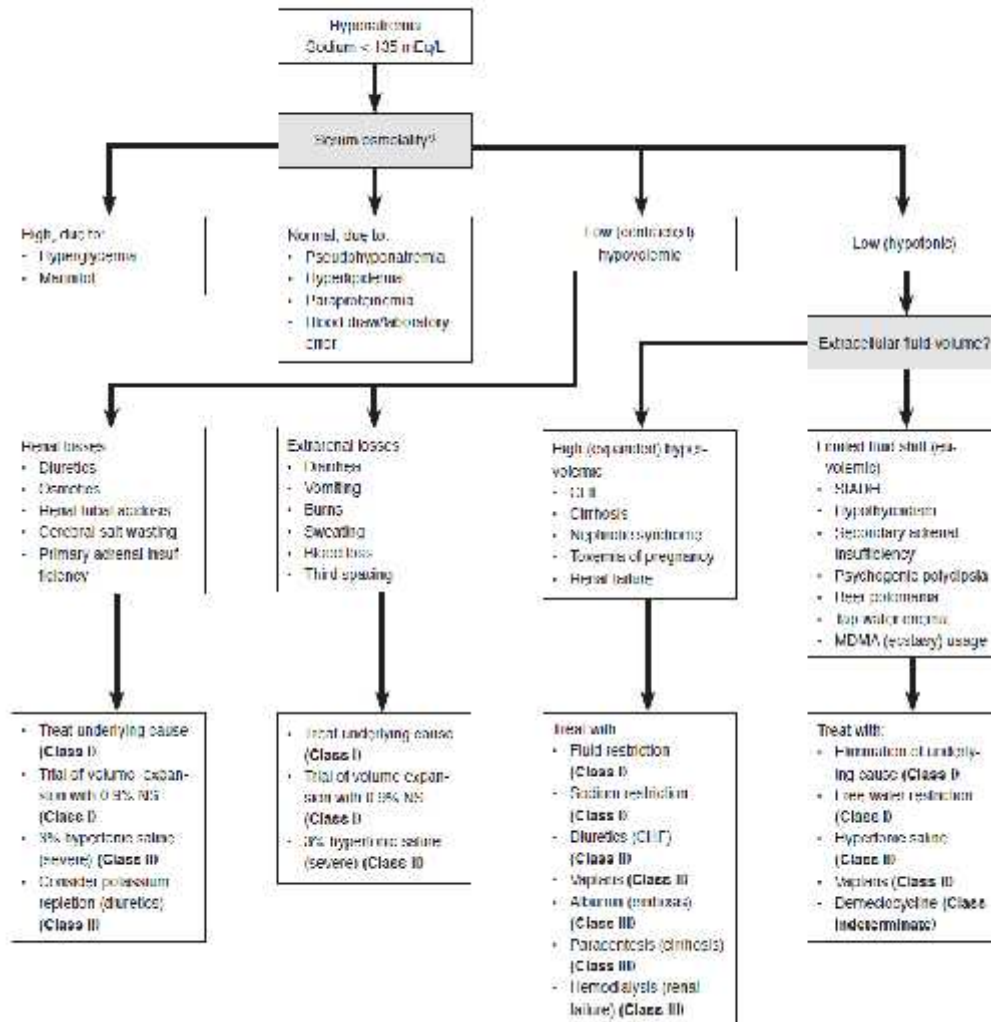 Hyponatremia
Sodium < 135 mEq/L
Serum osmolality?
High, due to:
- Hyperglycemia
- Mannitol
Normal, due to:
- Pseudohyponatremia
- Hyperlipidemia
- Paraproteinemia
- Blood draw/laboratory
error
Low (contracted)
hypovolemic
Low (hypotonic)
Extracellular fluid volume?
Renal losses
• Diuretics
• Osmotics
• Renal tubal acidosis
• Cerebral salt wasting
• Primary adrenal insuf
ficiency
Extrarenal losses
- Diarrhea
- Vomiting
- Burns
- Sweating
- Blood loss
- Third spacing
High (expanded) hyper-
volemic
• CHF
• Cirrhosis
• Nephrotic syndrome
• Toxemia of pregnancy
• Renal failure
Limited fluid shift (eu-
volemic)
• SIADH
• Hypothyroidism
• Secondary adrenal
insufficiency
• Psychogenic polydipsia
• Beer potomania
• Tap water enema
• MDMA (ecstasy) usage
• Treat underlying cause
(Class I)
• Trial of volume expan-
sion with 0.9% NS
(Class I)
• 3% hypertonic saline
(severe) (Class II)
• Consider potassium
repletion (diuretics)
(Class II)
• Treat underlying cause
(Class I)
• Trial of volume expan-
sion with 0.9% NS
(Class I)
• 3% hypertonic saline
(severe) (Class II)
Treat with
• Fluid restriction
(Class I)
- Sodium restriction
(Class I)
- Diuretics (CHF)
(Class II)
- Vaptans (Class II)
• Albumin (cirrhosis)
(Class III)
• Paracentesis (cirrhosis)
(Class III)
- Hemodialysis (renal
failure) (Class III)
Treat with:
• Elimination of underly-
ing cause (Class I)
• Free water restriction
(Class I)
• Hypertonic saline
(Class II)
• Vaptans (Class II)
• Demeclocycline (Class
Indeterminate)